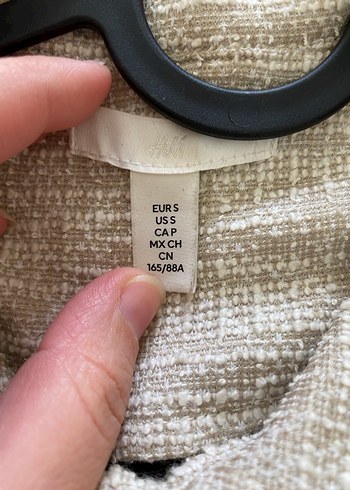 H&M
EUR S
US S
CA P
MX CH
CN
165/88A